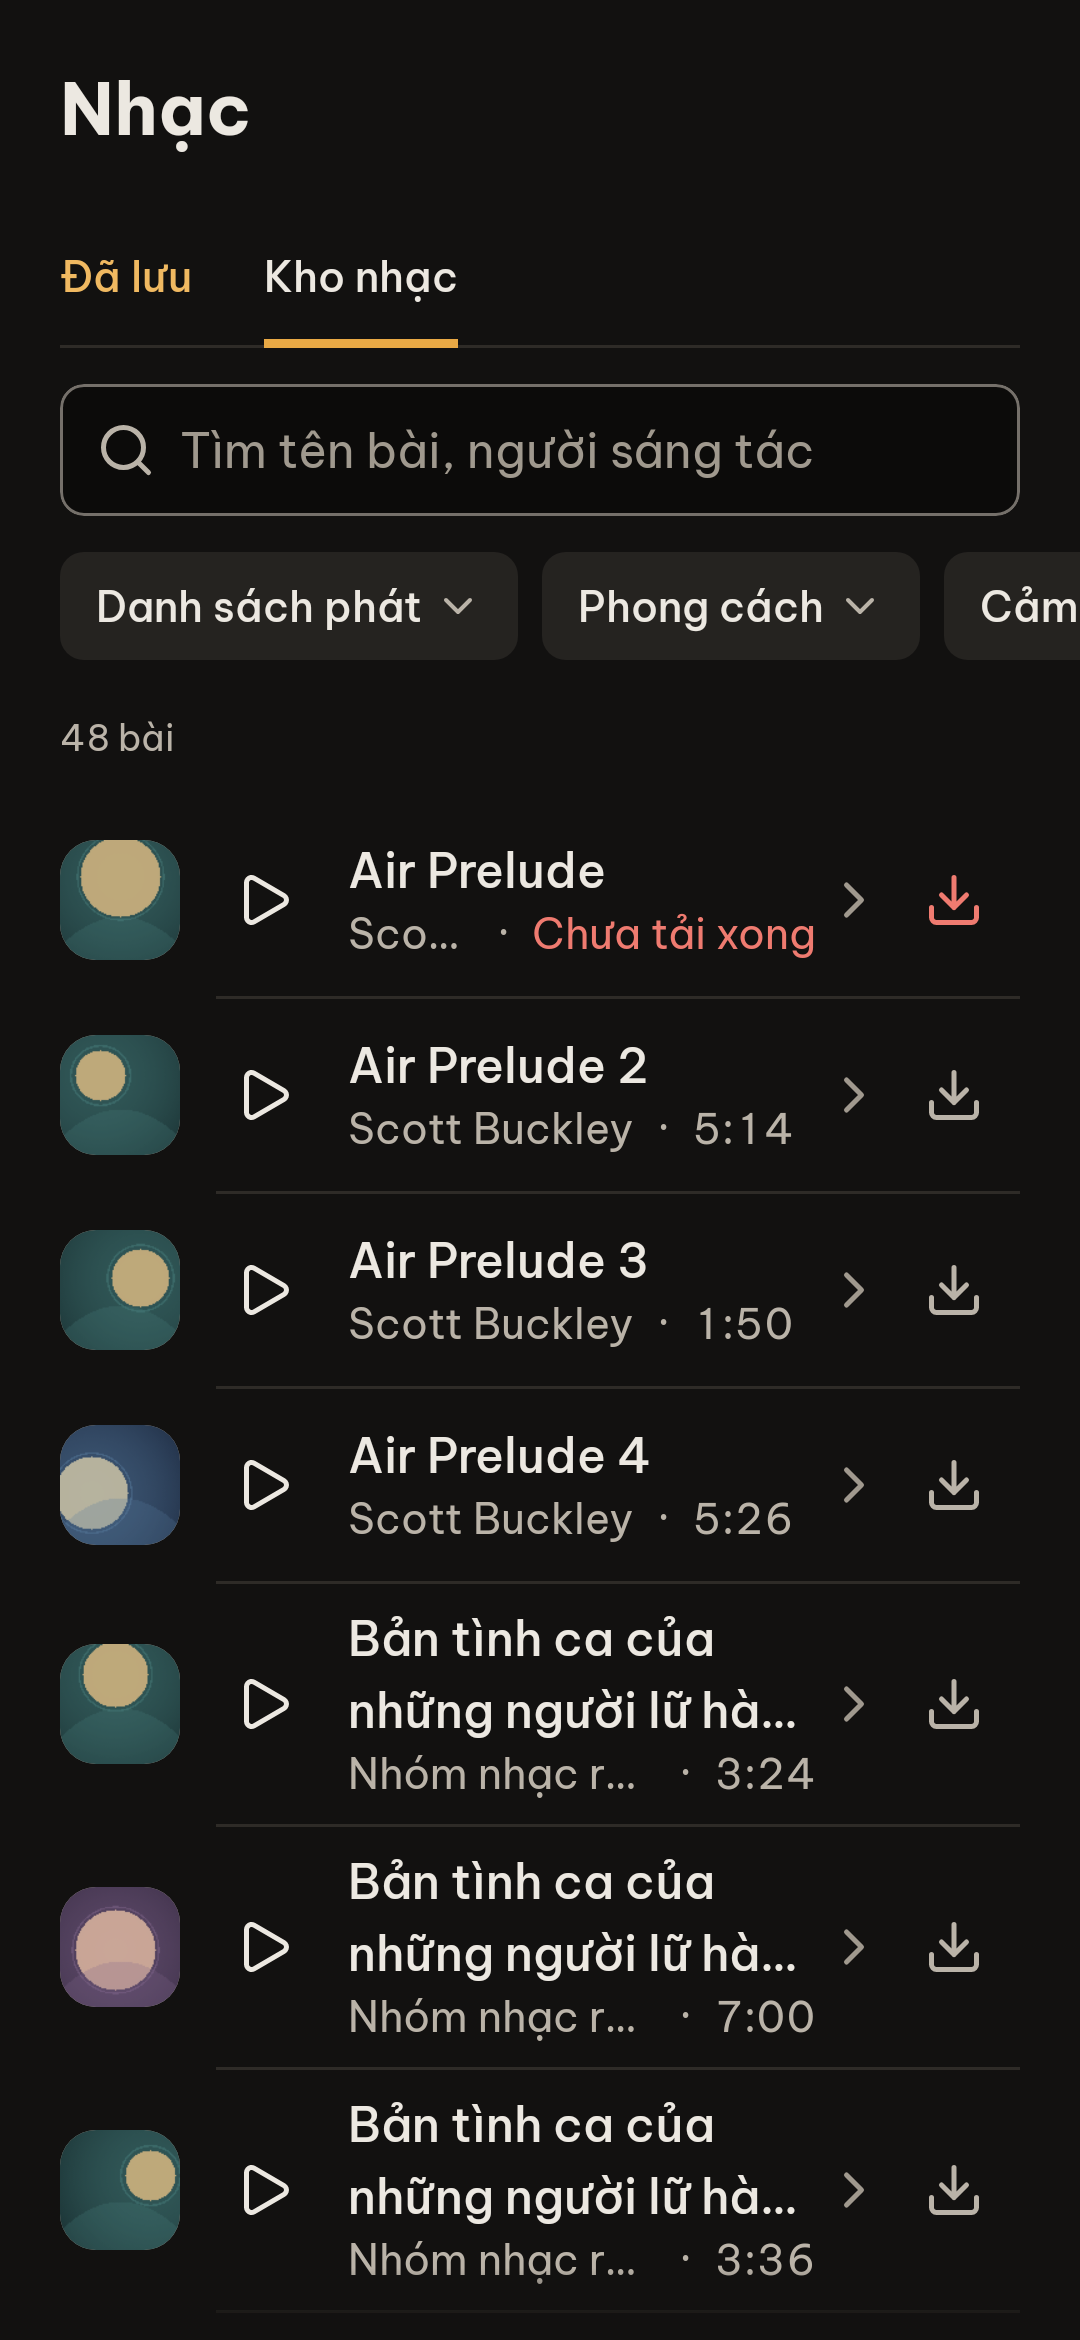 Nhạc
Đã lưu Kho nhạc
Tìm tên bài, người sáng tác
Danh sách phát Phong cách Cảm
48 bài
Air Prelude
Sco... · Chưa tải xong
Air Prelude 2
Scott Buckley · 5:14
Air Prelude 3
Scott Buckley · 1:50
Air Prelude 4
Scott Buckley · 5:26
Bản tình ca của
những người lữ hà...
Nhóm nhạc r... · 3:24
Bản tình ca của
những người lữ hà...
Nhóm nhạc r... · 7:00
Bản tình ca của
những người lữ hà...
Nhóm nhạc r... · 3:36